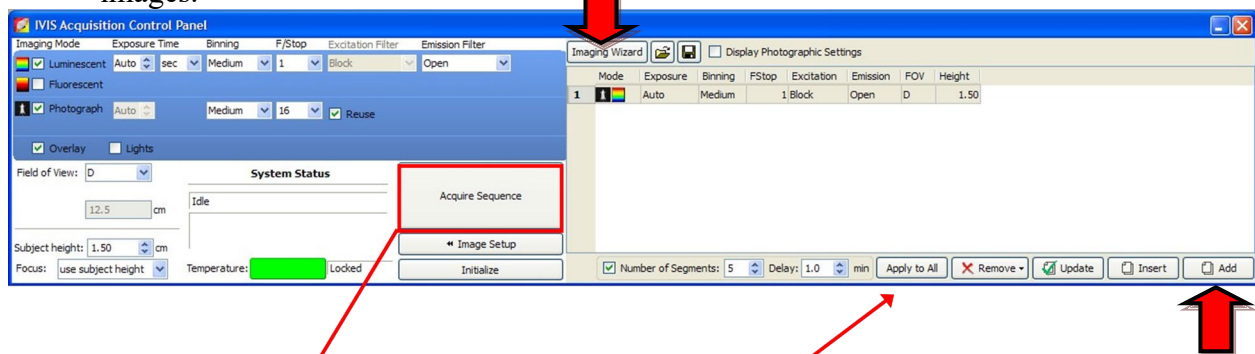 images.
IVIS Acquisition Control Panel
Imaging Mode Exposure Time Binning F/Stop Excitation Filter Emission Filter
Luminescent Auto sec Medium 1 Block Open
Fluorescent
Photograph Auto Medium 16 Reuse
Overlay Lights
Field of View: D
12.5 cm
Subject height: 1.50 cm
Focus: use subject height
System Status
Idle
Temperature: Locked
Acquire Sequence
Image Setup
Initialize
Imaging Wizard Display Photographic Settings
Mode Exposure Binning FStop Excitation Emission FOV Height
1 Auto Medium 1 Block Open D 1.50
Number of Segments: 5 Delay: 1.0 min Apply to All Remove Update Insert Add